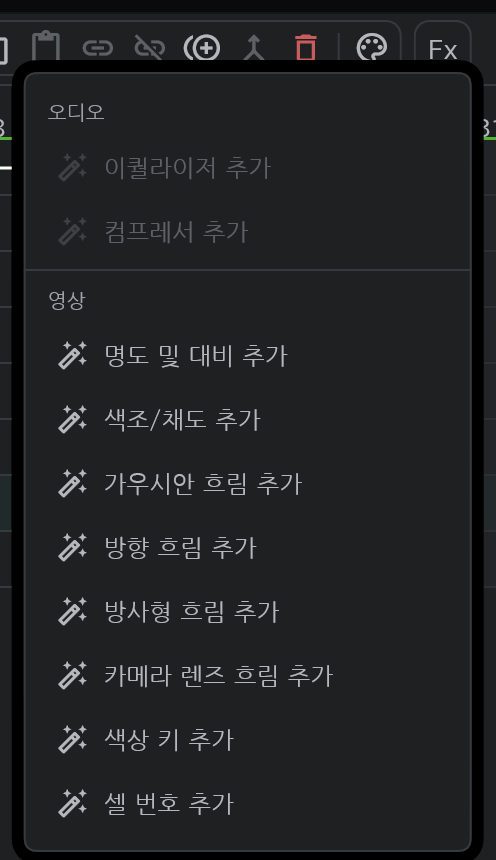 Fx
오디오
이퀄라이저 추가
컴프레서 추가
영상
명도 및 대비 추가
색조/채도 추가
가우시안 흐림 추가
방향 흐림 추가
방사형 흐림 추가
카메라 렌즈 흐림 추가
색상 키 추가
셀 번호 추가